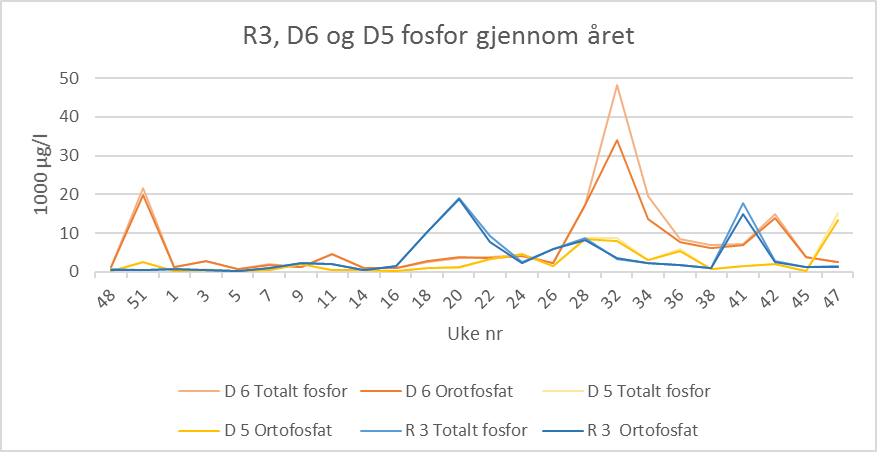 R3, D6 og D5 fosfor gjennom året
1000 µg/l
50
40
30
20
10
0
48 51 1 3 5 7 9 11 14 16 18 20 22 24 26 28 32 34 36 38 41 42 45 47
Uke nr
D 6 Totalt fosfor D 6 Orotfosfat D 5 Totalt fosfor
D 5 Ortofosfat R 3 Totalt fosfor R 3 Ortofosfat